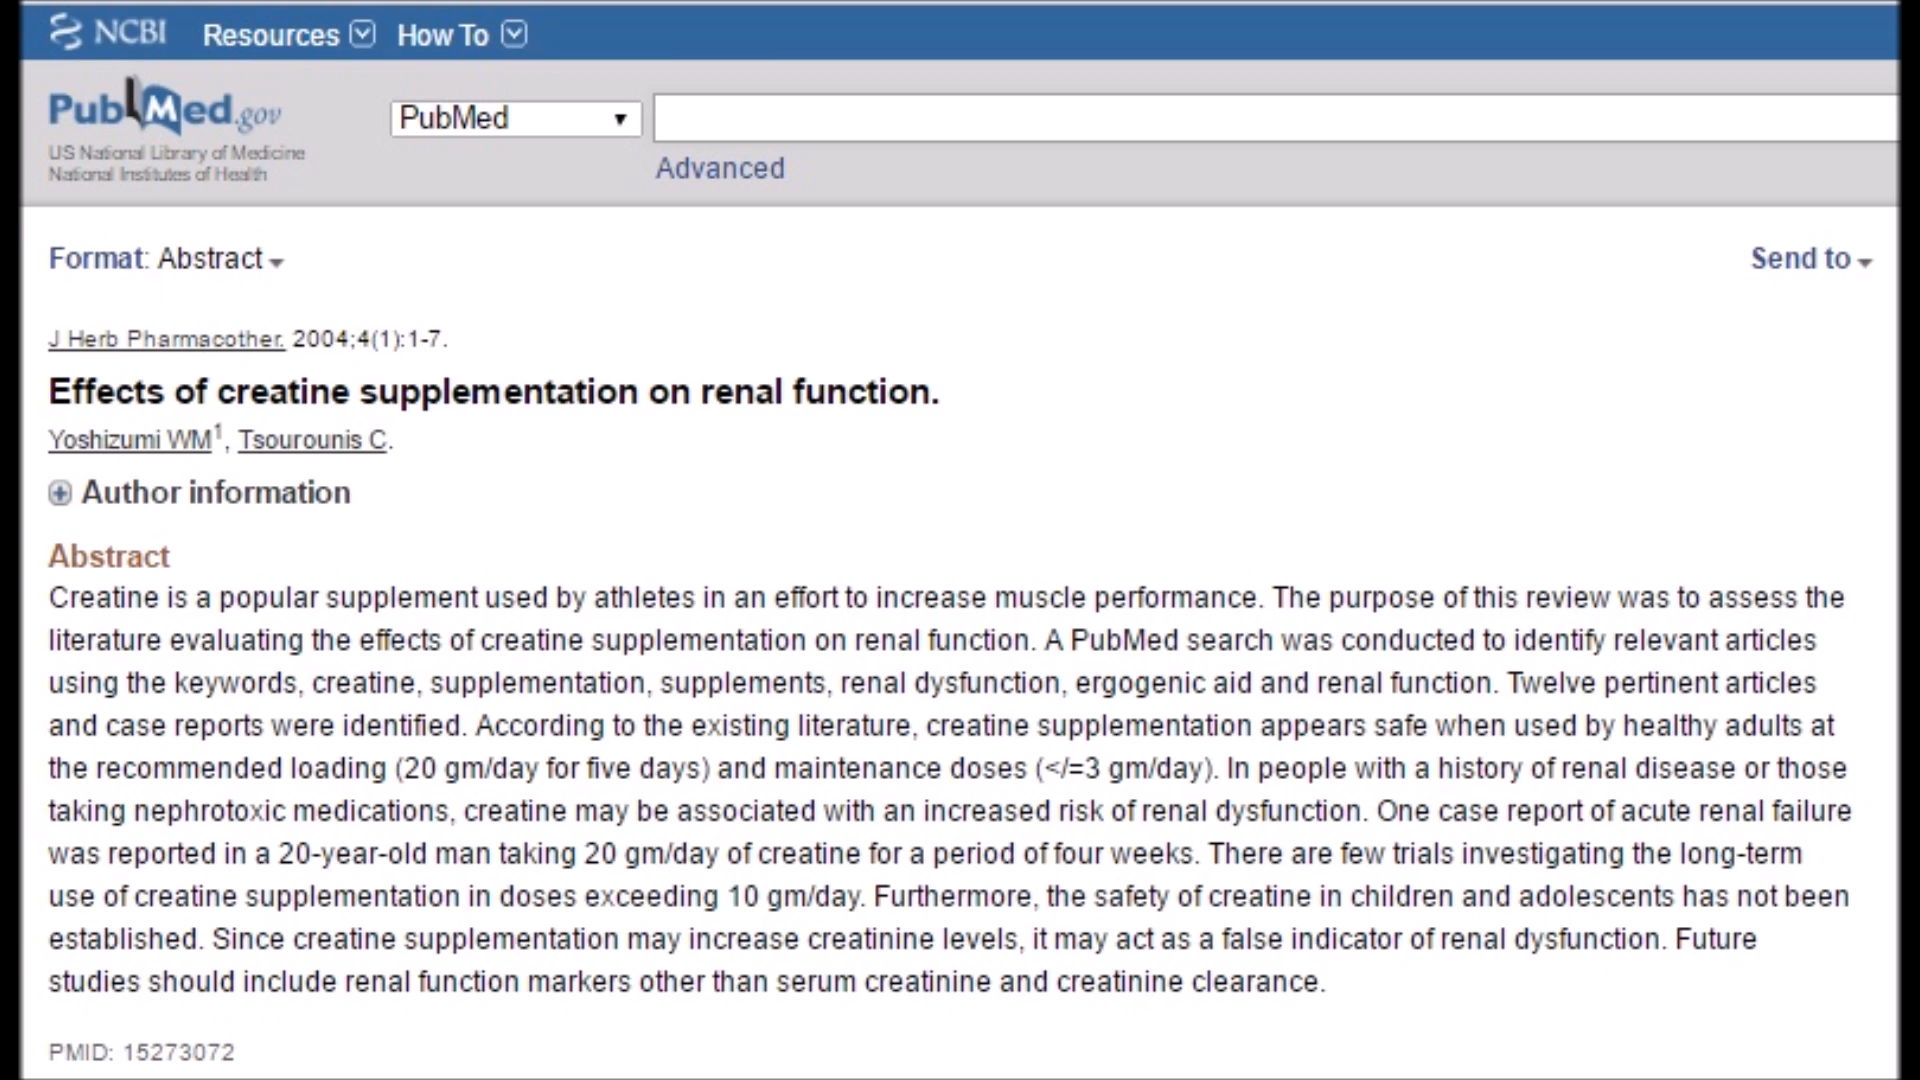 NCBI Resources How To
PubMed.gov
US National Library of Medicine
National Institutes of Health
PubMed
Advanced
Format: Abstract
Send to
J Herb Pharmacother. 2004;4(1):1-7.
Effects of creatine supplementation on renal function.
Yoshizumi WM1, Tsourounis C.
Author information
Abstract
Creatine is a popular supplement used by athletes in an effort to increase muscle performance. The purpose of this review was to assess the
literature evaluating the effects of creatine supplementation on renal function. A PubMed search was conducted to identify relevant articles
using the keywords, creatine, supplementation, supplements, renal dysfunction, ergogenic aid and renal function. Twelve pertinent articles
and case reports were identified. According to the existing literature, creatine supplementation appears safe when used by healthy adults at
the recommended loading (20 gm/day for five days) and maintenance doses (</=3 gm/day). In people with a history of renal disease or those
taking nephrotoxic medications, creatine may be associated with an increased risk of renal dysfunction. One case report of acute renal failure
was reported in a 20-year-old man taking 20 gm/day of creatine for a period of four weeks. There are few trials investigating the long-term
use of creatine supplementation in doses exceeding 10 gm/day. Furthermore, the safety of creatine in children and adolescents has not been
established. Since creatine supplementation may increase creatinine levels, it may act as a false indicator of renal dysfunction. Future
studies should include renal function markers other than serum creatinine and creatinine clearance.
PMID: 15273072